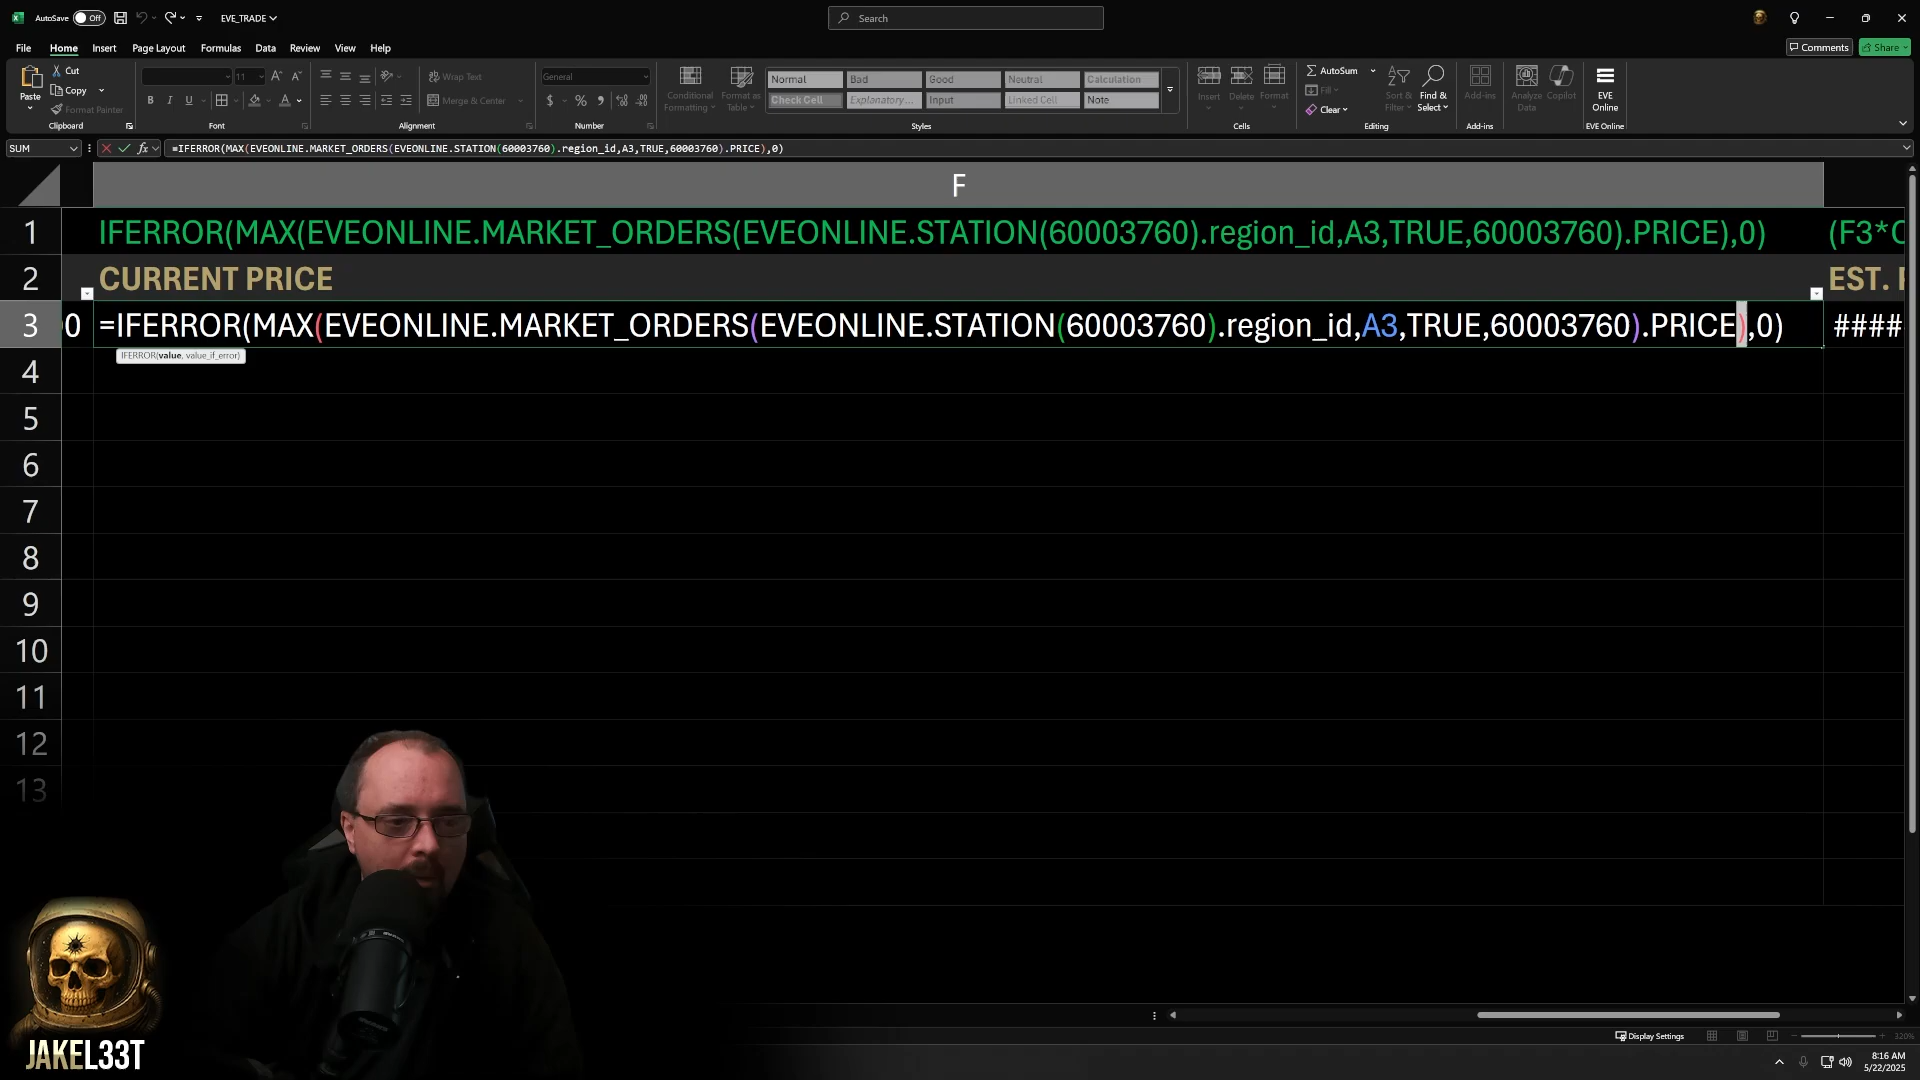 AutoSave Off EVE_TRADE Search
File Home Insert Page Layout Formulas Data Review View Help Comments Share
Paste Cut Copy Format Painter Clipboard
11 B I U Font
Wrap Text Merge & Center Alignment
General $ % Number
Conditional Formatting Format as Table
Normal Bad Good Neutral Calculation
Check Cell Explanatory... Input Linked Cell Note
Styles
Insert Delete Format Cells
AutoSum Fill Clear Sort & Filter Find & Select Editing
Add-ins Add-ins
Analyze Data Copilot
EVE Online EVE Online
SUM fx =IFERROR(MAX(EVEONLINE.MARKET_ORDERS(EVEONLINE.STATION(60003760).region_id,A3,TRUE,60003760).PRICE),0)
F
1 IFERROR(MAX(EVEONLINE.MARKET_ORDERS(EVEONLINE.STATION(60003760).region_id,A3,TRUE,60003760).PRICE),0)
2 CURRENT PRICE EST.
3 0 =IFERROR(MAX(EVEONLINE.MARKET_ORDERS(EVEONLINE.STATION(60003760).region_id,A3,TRUE,60003760).PRICE),0) ####
IFERROR(value, value_if_error)
4
5
6
7
8
9
10
11
12
13
JAKEL33T
Display Settings 320%
8:16 AM
5/22/2025